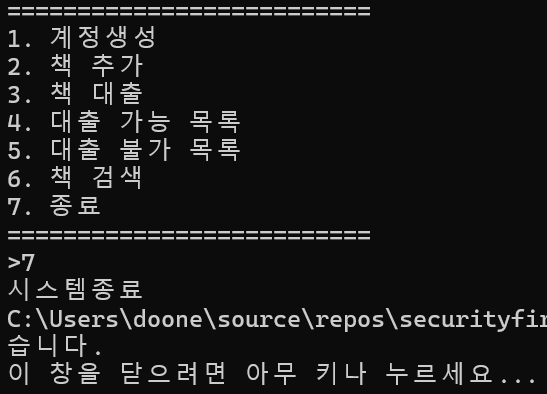 ==========================
1. 계정생성
2. 책 추가
3. 책 대출
4. 대출 가능 목록
5. 대출 불가 목록
6. 책 검색
7. 종료
==========================
>7
시스템종료
C:\Users\doone\source\repos\securityfir
습니다.
이 창을 닫으려면 아무 키나 누르세요...